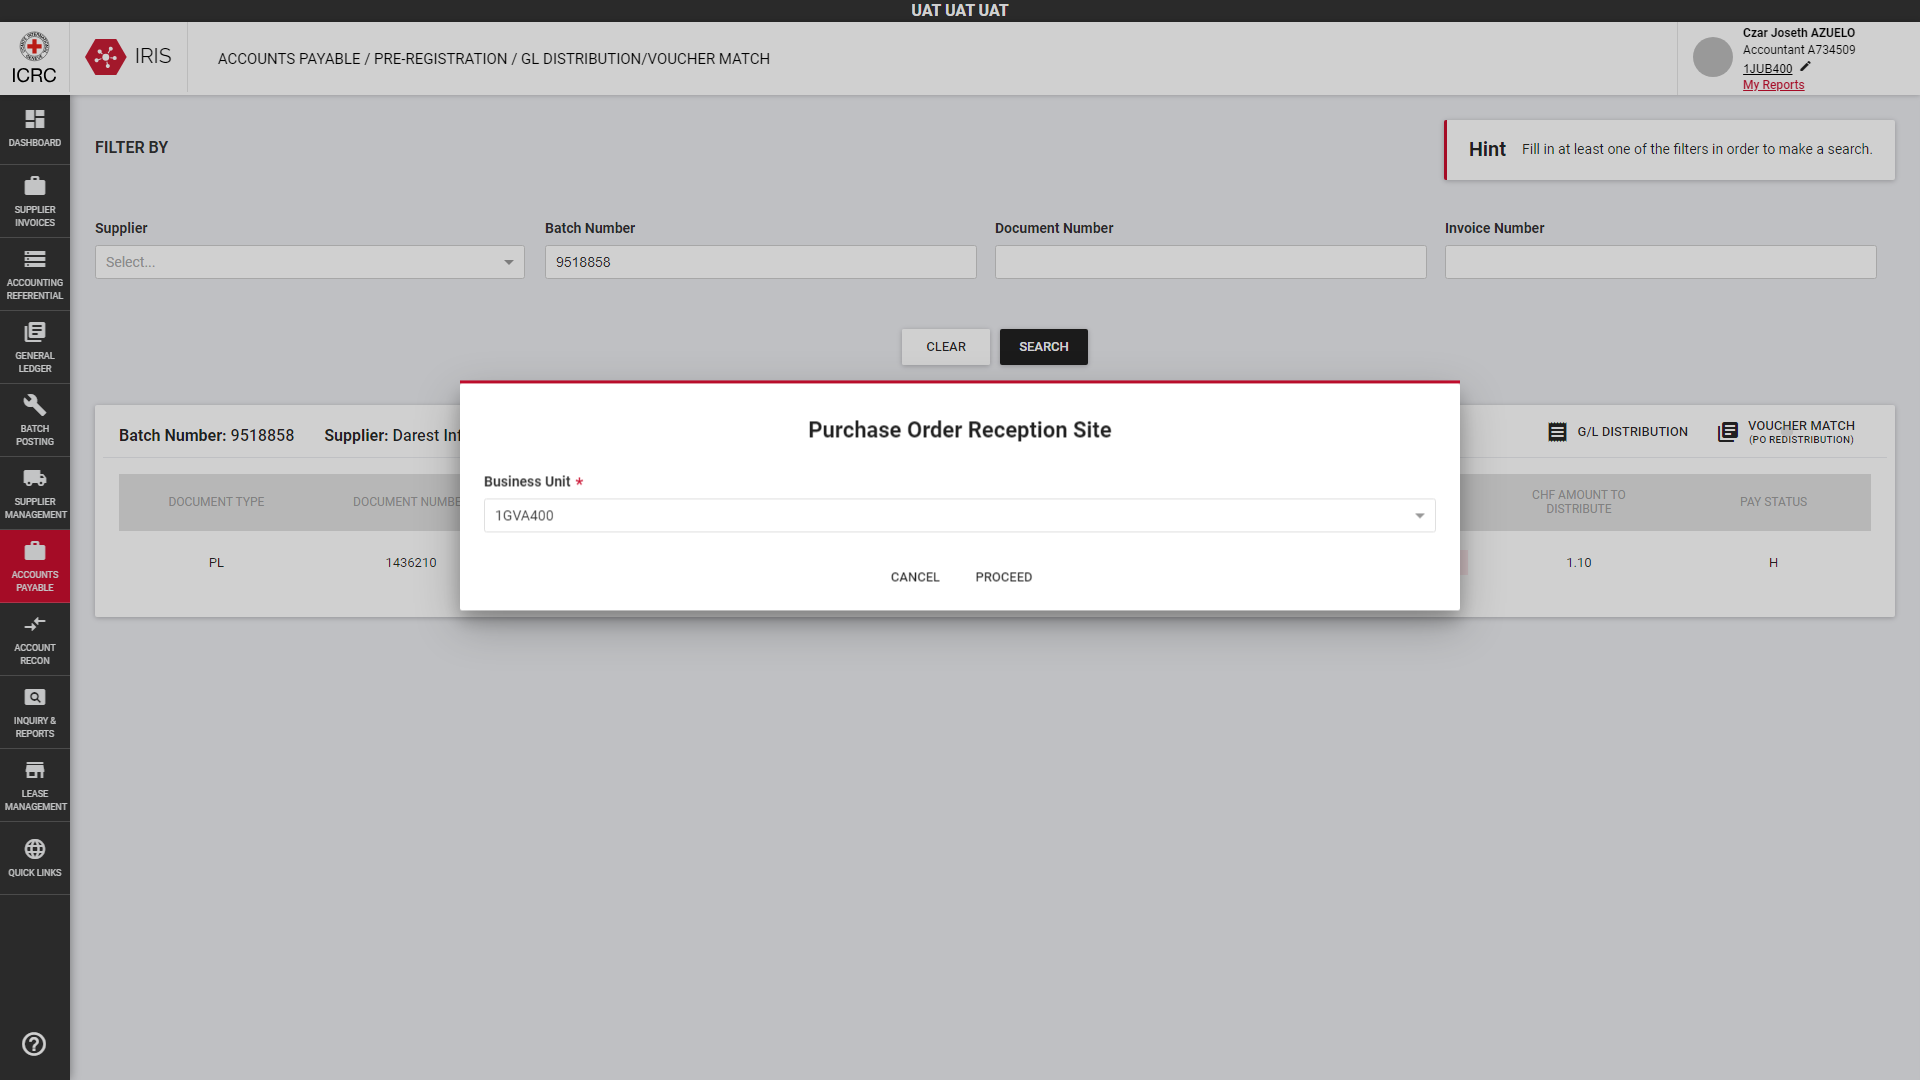 UAT UAT UAT
ICRC
IRIS
ACCOUNTS PAYABLE / PRE-REGISTRATION / GL DISTRIBUTION/VOUCHER MATCH
Czar Joseth AZUELO
Accountant A734509
1JUB400
My Reports
DASHBOARD
SUPPLIER
INVOICES
ACCOUNTING
REFERENTIAL
GENERAL
LEDGER
BATCH
POSTING
SUPPLIER
MANAGEMENT
ACCOUNTS
PAYABLE
ACCOUNT
RECON
INQUIRY &
REPORTS
LEASE
MANAGEMENT
QUICK LINKS
FILTER BY
Hint Fill in at least one of the filters in order to make a search.
Supplier
Select...
Batch Number
9518858
Document Number
Invoice Number
CLEAR
SEARCH
Batch Number: 9518858 Supplier: Darest
G/L DISTRIBUTION
VOUCHER MATCH
(PO REDISTRIBUTION)
DOCUMENT TYPE
DOCUMENT
CHF AMOUNT TO
DISTRIBUTE
PAY STATUS
PL
1436210
1.10
H
Purchase Order Reception Site
Business Unit *
1GVA400
CANCEL
PROCEED